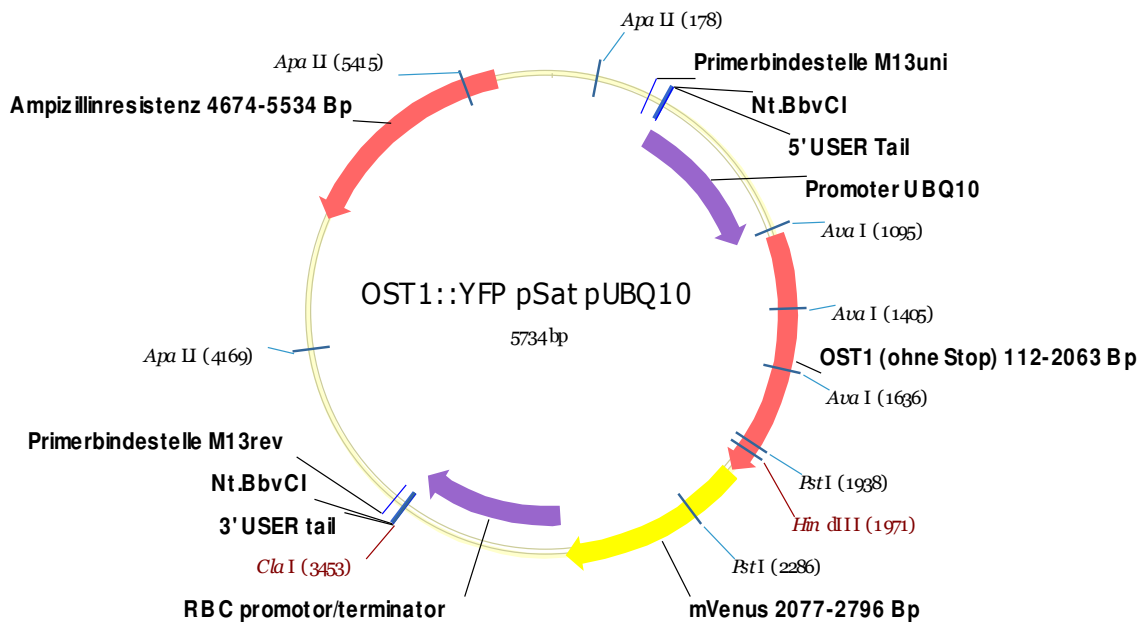 Apa LI (178)
Apa LI (5415)
Primerbindestelle M13uni
Ampizillinresistenz 4674-5534 Bp
Nt.BbvCI
5' USER Tail
Promoter UBQ10
Ava I (1095)
OST1::YFP pSat pUBQ10
5734 bp
Ava I (1405)
Apa LI (4169)
OST1 (ohne Stop) 112-2063 Bp
Ava I (1636)
Primerbindestelle M13rev
Nt.BbvCI
Pst I (1938)
3' USER tail
Hin dIII (1971)
Cla I (3453)
Pst I (2286)
RBC promotor/terminator
mVenus 2077-2796 Bp